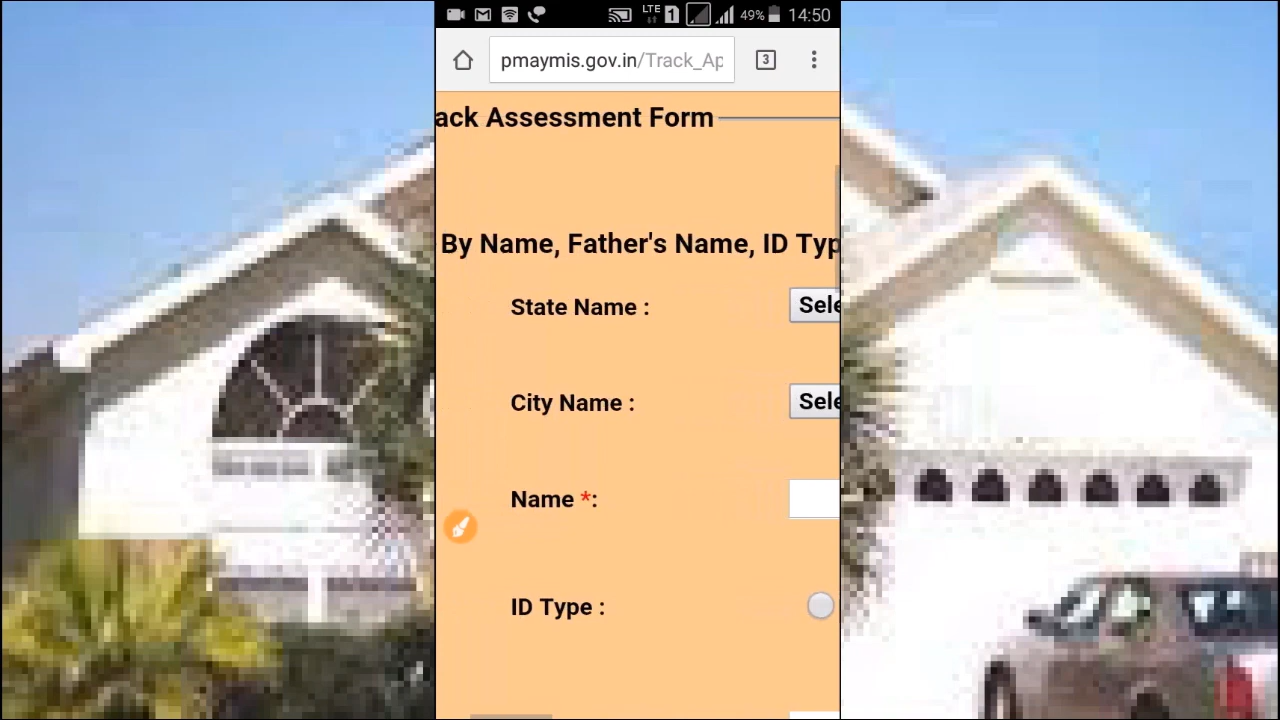 LTE 1 49% 14:50
pmaymis.gov.in/Track_Ap 3
ack Assessment Form
By Name, Father's Name, ID Typ
State Name : Sele
City Name : Sele
Name *:
ID Type :